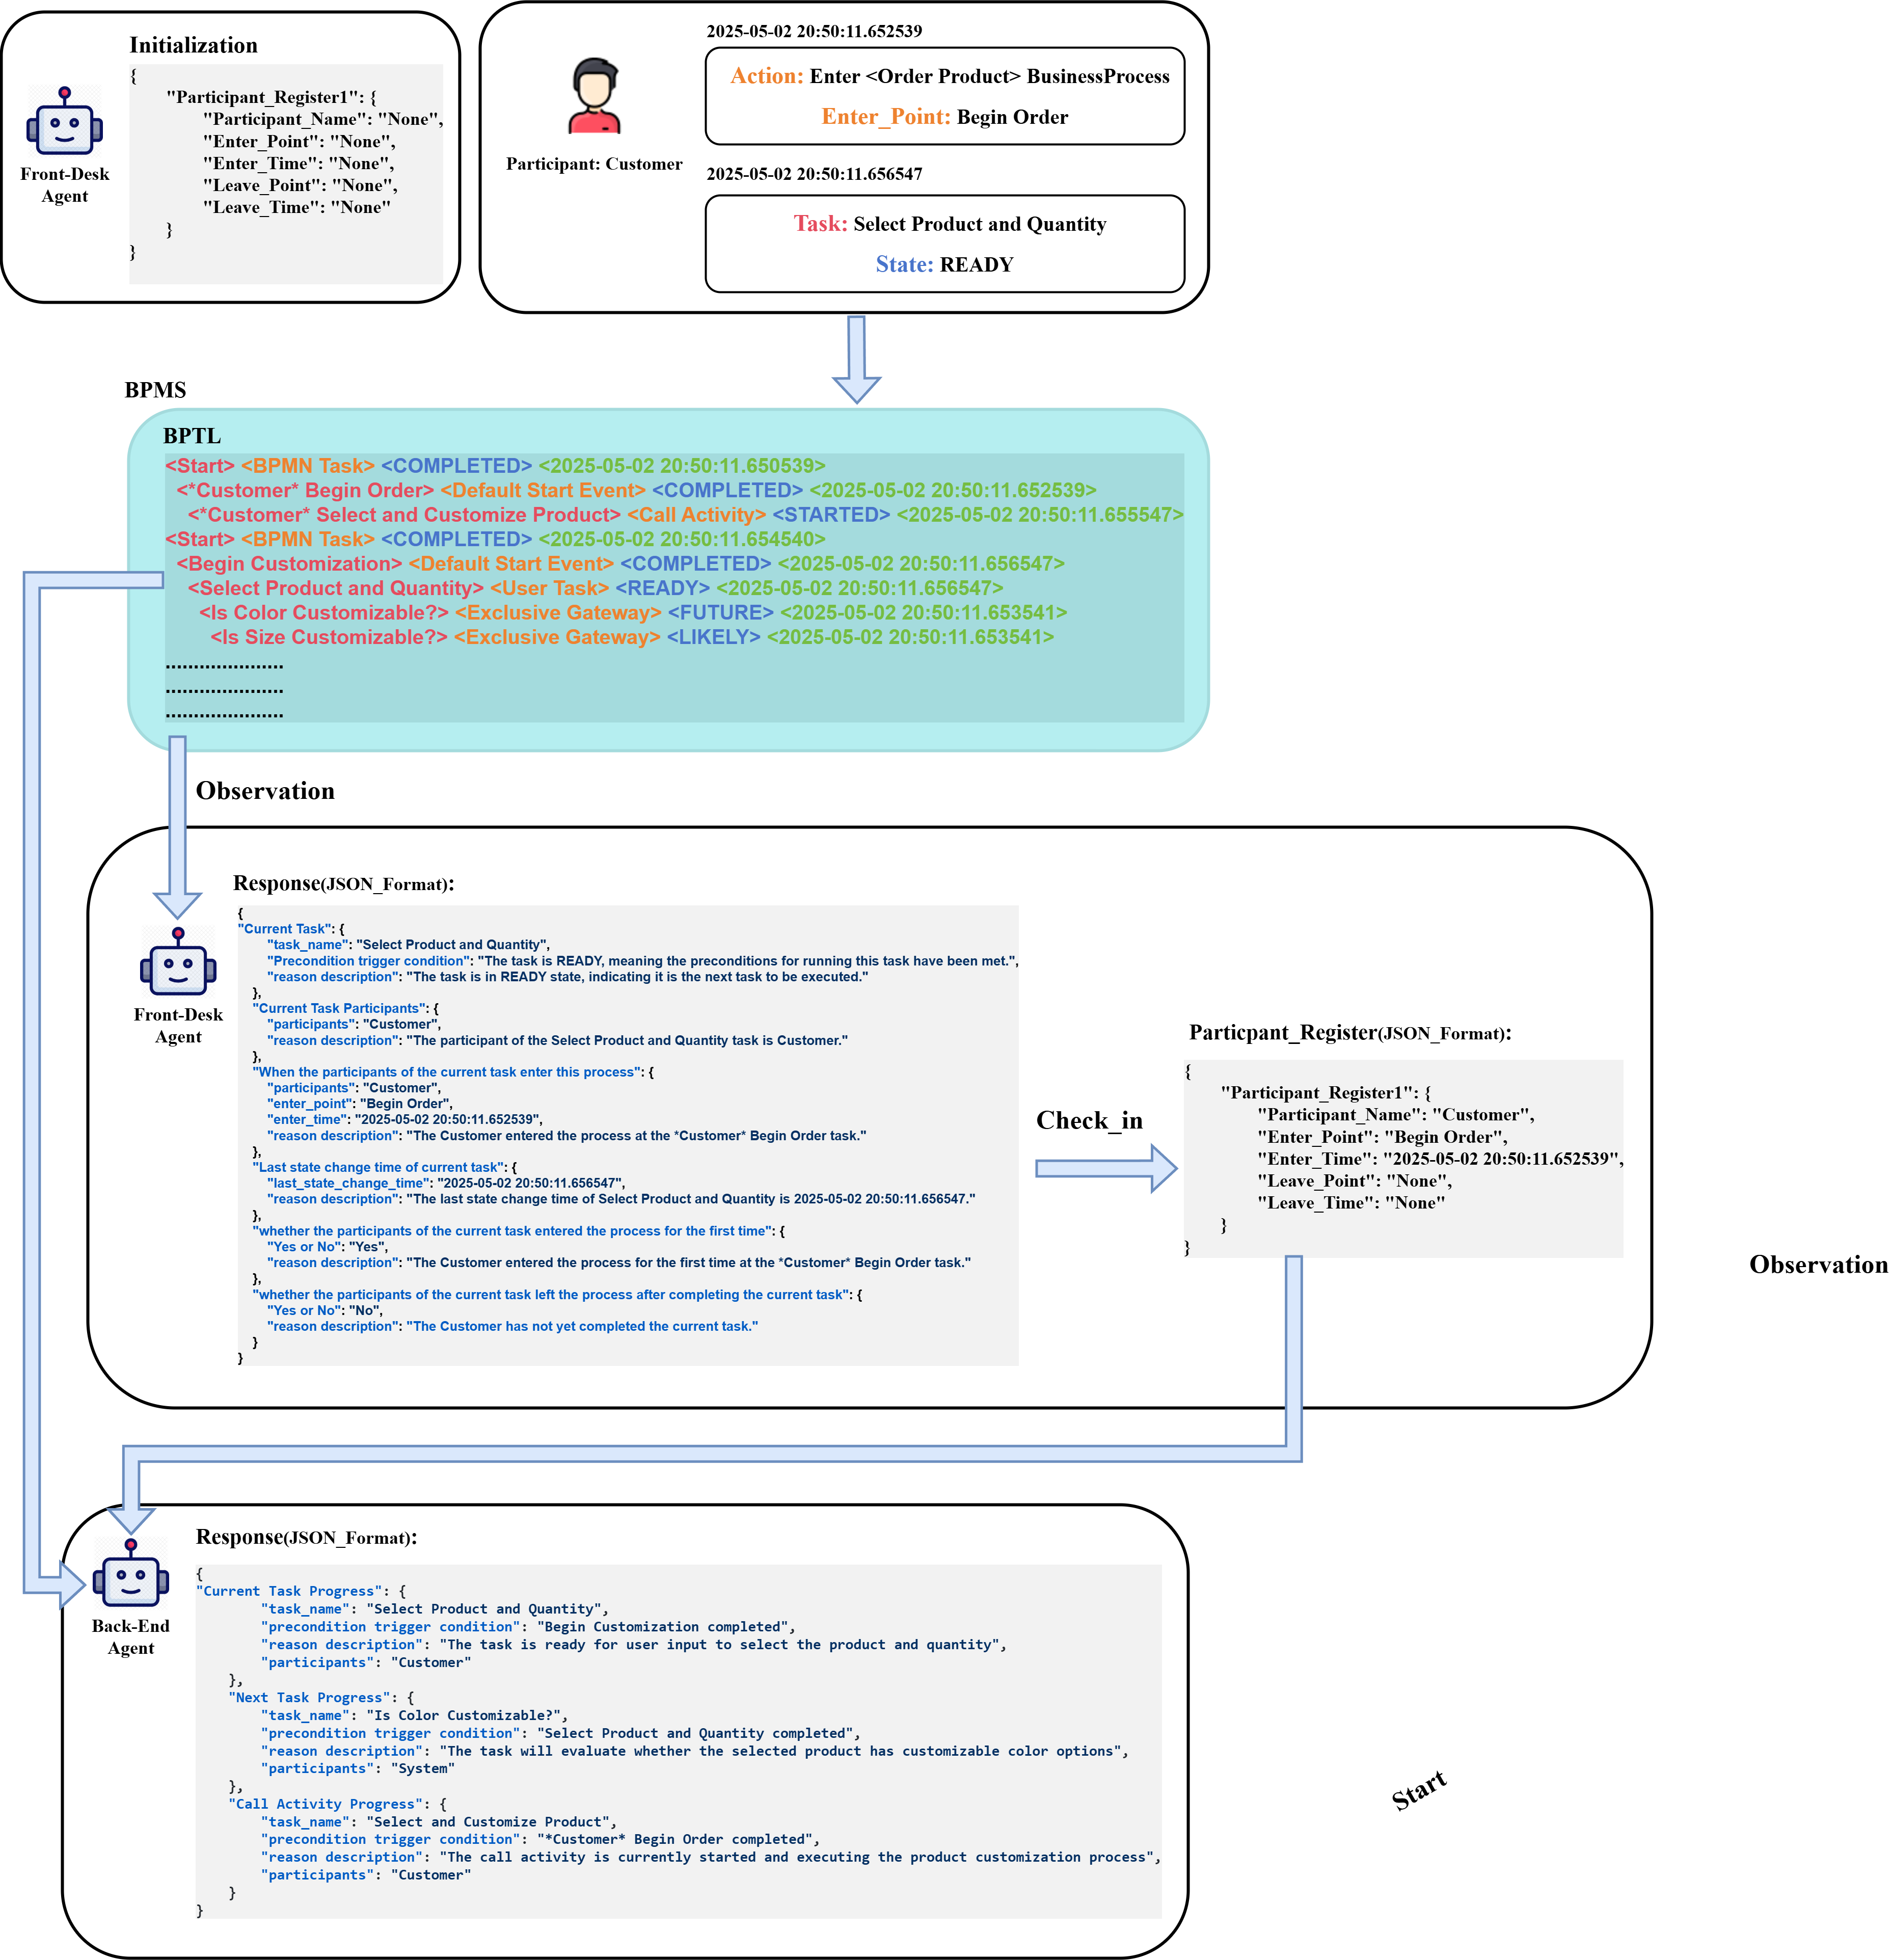 Initialization
{
"Participant_Register1": {
"Participant_Name": "None",
"Enter_Point": "None",
"Enter_Time": "None",
"Leave_Point": "None",
"Leave_Time": "None"
}
}
Front-Desk
Agent
Participant: Customer
2025-05-02 20:50:11.652539
Action: Enter <Order Product> BusinessProcess
Enter_Point: Begin Order
2025-05-02 20:50:11.656547
Task: Select Product and Quantity
State: READY
BPMS
BPTL
<Start> <BPMN Task> <COMPLETED> <2025-05-02 20:50:11.650539>
<*Customer* Begin Order> <Default Start Event> <COMPLETED> <2025-05-02 20:50:11.652539>
<*Customer* Select and Customize Product> <Call Activity> <STARTED> <2025-05-02 20:50:11.655547>
<Start> <BPMN Task> <COMPLETED> <2025-05-02 20:50:11.654540>
<Begin Customization> <Default Start Event> <COMPLETED> <2025-05-02 20:50:11.656547>
<Select Product and Quantity> <User Task> <READY> <2025-05-02 20:50:11.656547>
<Is Color Customizable?> <Exclusive Gateway> <FUTURE> <2025-05-02 20:50:11.653541>
<Is Size Customizable?> <Exclusive Gateway> <LIKELY> <2025-05-02 20:50:11.653541>
.....................
.....................
.....................
Observation
Front-Desk
Agent
Response(JSON_Format):
{
"Current Task": {
"task_name": "Select Product and Quantity",
"Precondition trigger condition": "The task is READY, meaning the preconditions for running this task have been met.",
"reason description": "The task is in READY state, indicating it is the next task to be executed."
},
"Current Task Participants": {
"participants": "Customer",
"reason description": "The participant of the Select Product and Quantity task is Customer."
},
"When the participants of the current task enter this process": {
"participants": "Customer",
"enter_point": "Begin Order",
"enter_time": "2025-05-02 20:50:11.652539",
"reason description": "The Customer entered the process at the *Customer* Begin Order task."
},
"Last state change time of current task": {
"last_state_change_time": "2025-05-02 20:50:11.656547",
"reason description": "The last state change time of Select Product and Quantity is 2025-05-02 20:50:11.656547."
},
"whether the participants of the current task entered the process for the first time": {
"Yes or No": "Yes",
"reason description": "The Customer entered the process for the first time at the *Customer* Begin Order task."
},
"whether the participants of the current task left the process after completing the current task": {
"Yes or No": "No",
"reason description": "The Customer has not yet completed the current task."
}
}
Check_in
Particpant_Register(JSON_Format):
{
"Participant_Register1": {
"Participant_Name": "Customer",
"Enter_Point": "Begin Order",
"Enter_Time": "2025-05-02 20:50:11.652539",
"Leave_Point": "None",
"Leave_Time": "None"
}
}
Observation
Back-End
Agent
Response(JSON_Format):
{
"Current Task Progress": {
"task_name": "Select Product and Quantity",
"precondition trigger condition": "Begin Customization completed",
"reason description": "The task is ready for user input to select the product and quantity",
"participants": "Customer"
},
"Next Task Progress": {
"task_name": "Is Color Customizable?",
"precondition trigger condition": "Select Product and Quantity completed",
"reason description": "The task will evaluate whether the selected product has customizable color options",
"participants": "System"
},
"Call Activity Progress": {
"task_name": "Select and Customize Product",
"precondition trigger condition": "*Customer* Begin Order completed",
"reason description": "The call activity is currently started and executing the product customization process",
"participants": "Customer"
}
}
Start